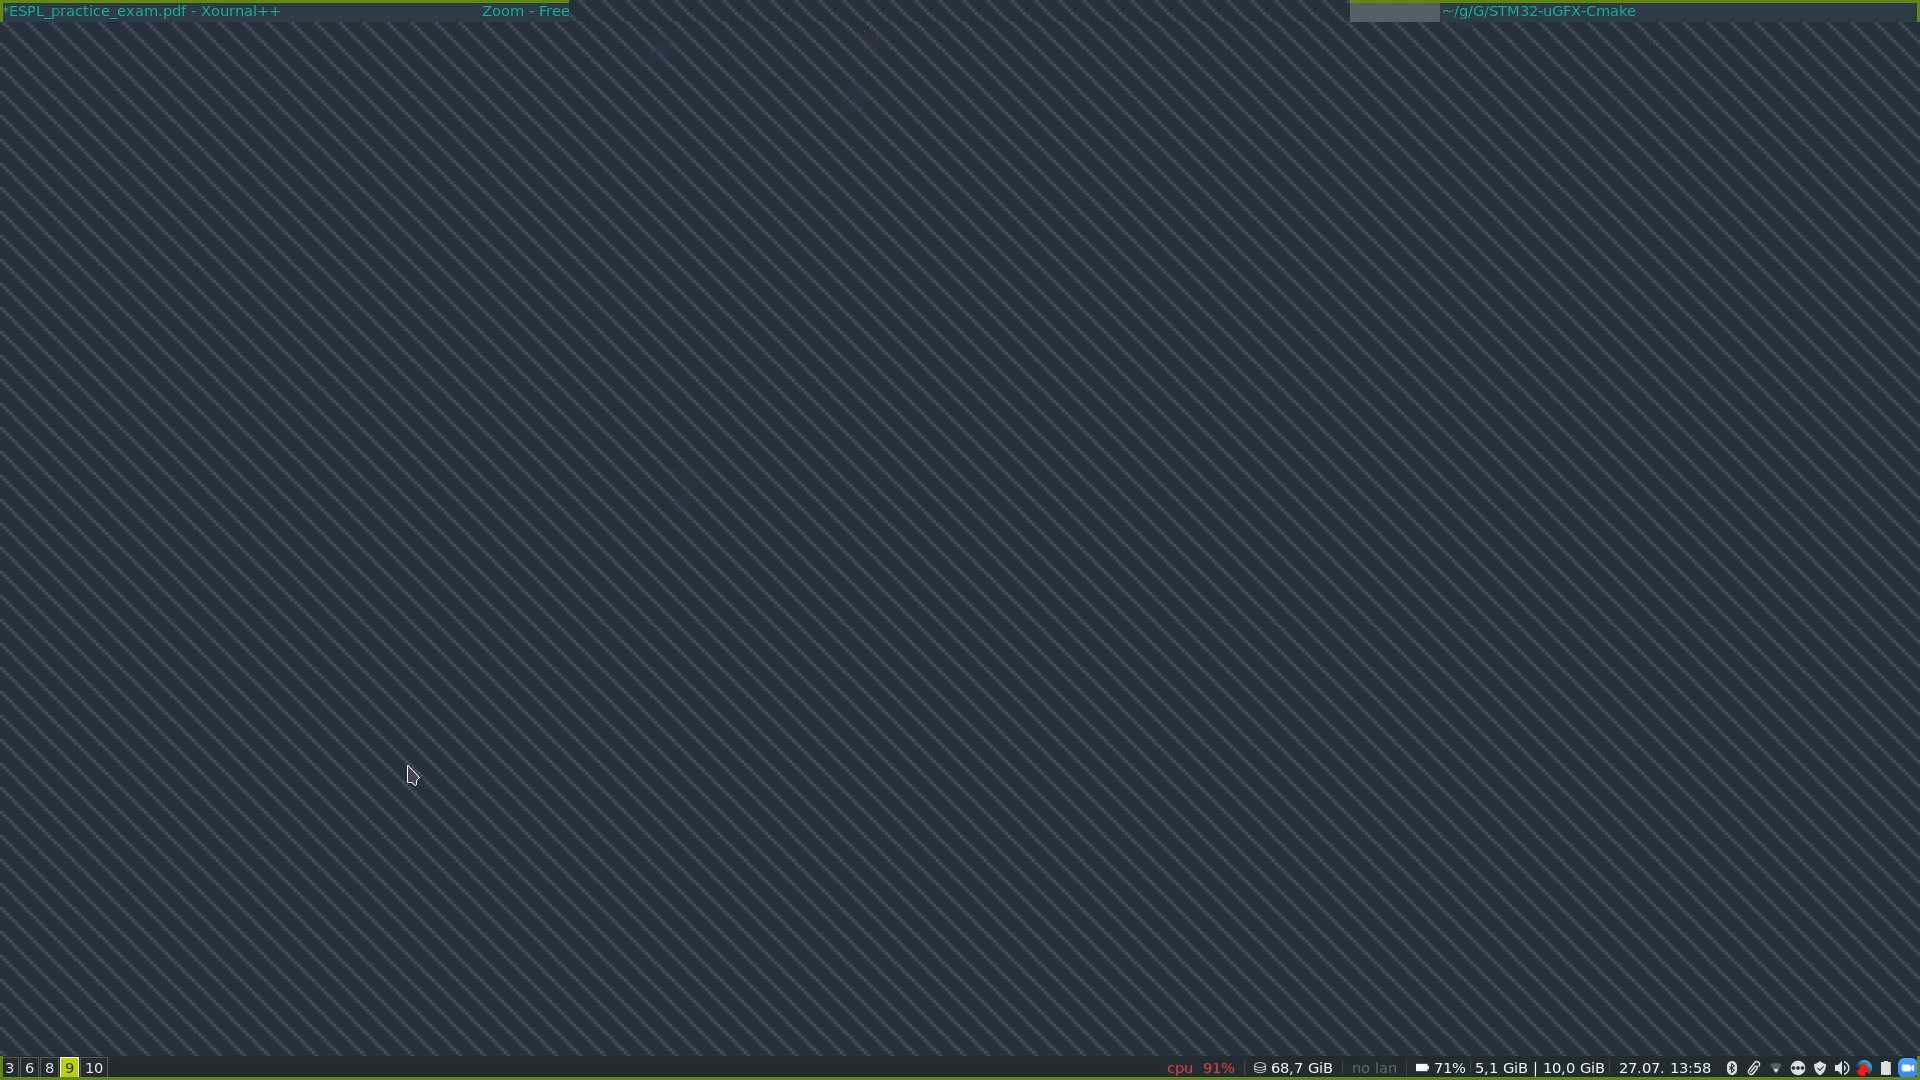 *ESPL_practice_exam.pdf - Xournal++ Zoom - Free ~/g/G/STM32-uGFX-Cmake
3 6 8 9 10 cpu 91% 68,7 GiB no lan 71% 5,1 GiB | 10,0 GiB 27.07. 13:58